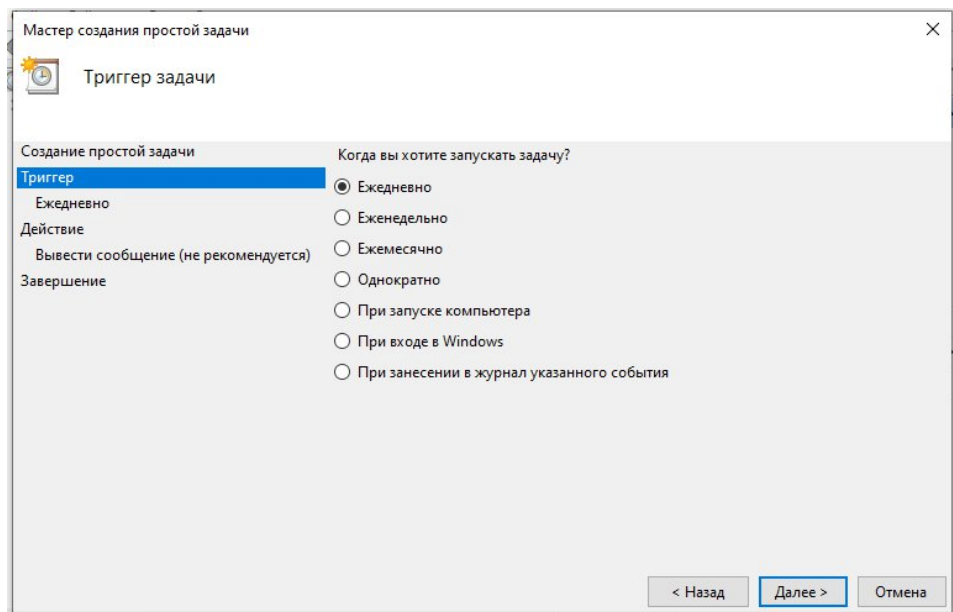 Мастер создания простой задачи
Триггер задачи
Создание простой задачи
Триггер
Ежедневно
Действие
Вывести сообщение (не рекомендуется)
Завершение
Когда вы хотите запускать задачу?
Ежедневно
Еженедельно
Ежемесячно
Однократно
При запуске компьютера
При входе в Windows
При занесении в журнал указанного события
< Назад
Далее >
Отмена